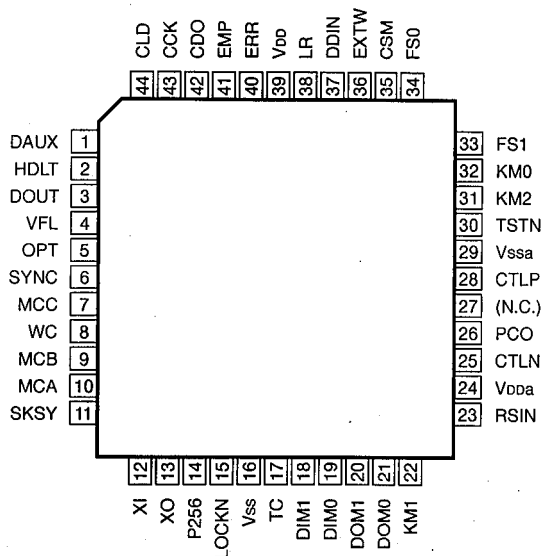 CLD CCK CDO EMP ERR VDD LR DDIN EXTW CSM FS0
44 43 42 41 40 39 38 37 36 35 34
DAUX 1
HDLT 2
DOUT 3
VFL 4
OPT 5
SYNC 6
MCC 7
WC 8
MCB 9
MCA 10
SKSY 11
33 FS1
32 KM0
31 KM2
30 TSTN
29 Vssa
28 CTLP
27 (N.C.)
26 PCO
25 CTLN
24 VDDa
23 RSIN
12 13 14 15 16 17 18 19 20 21 22
XI XO P256 LOCKN Vss TC DIM1 DIM0 DOM1 DOM0 KM1